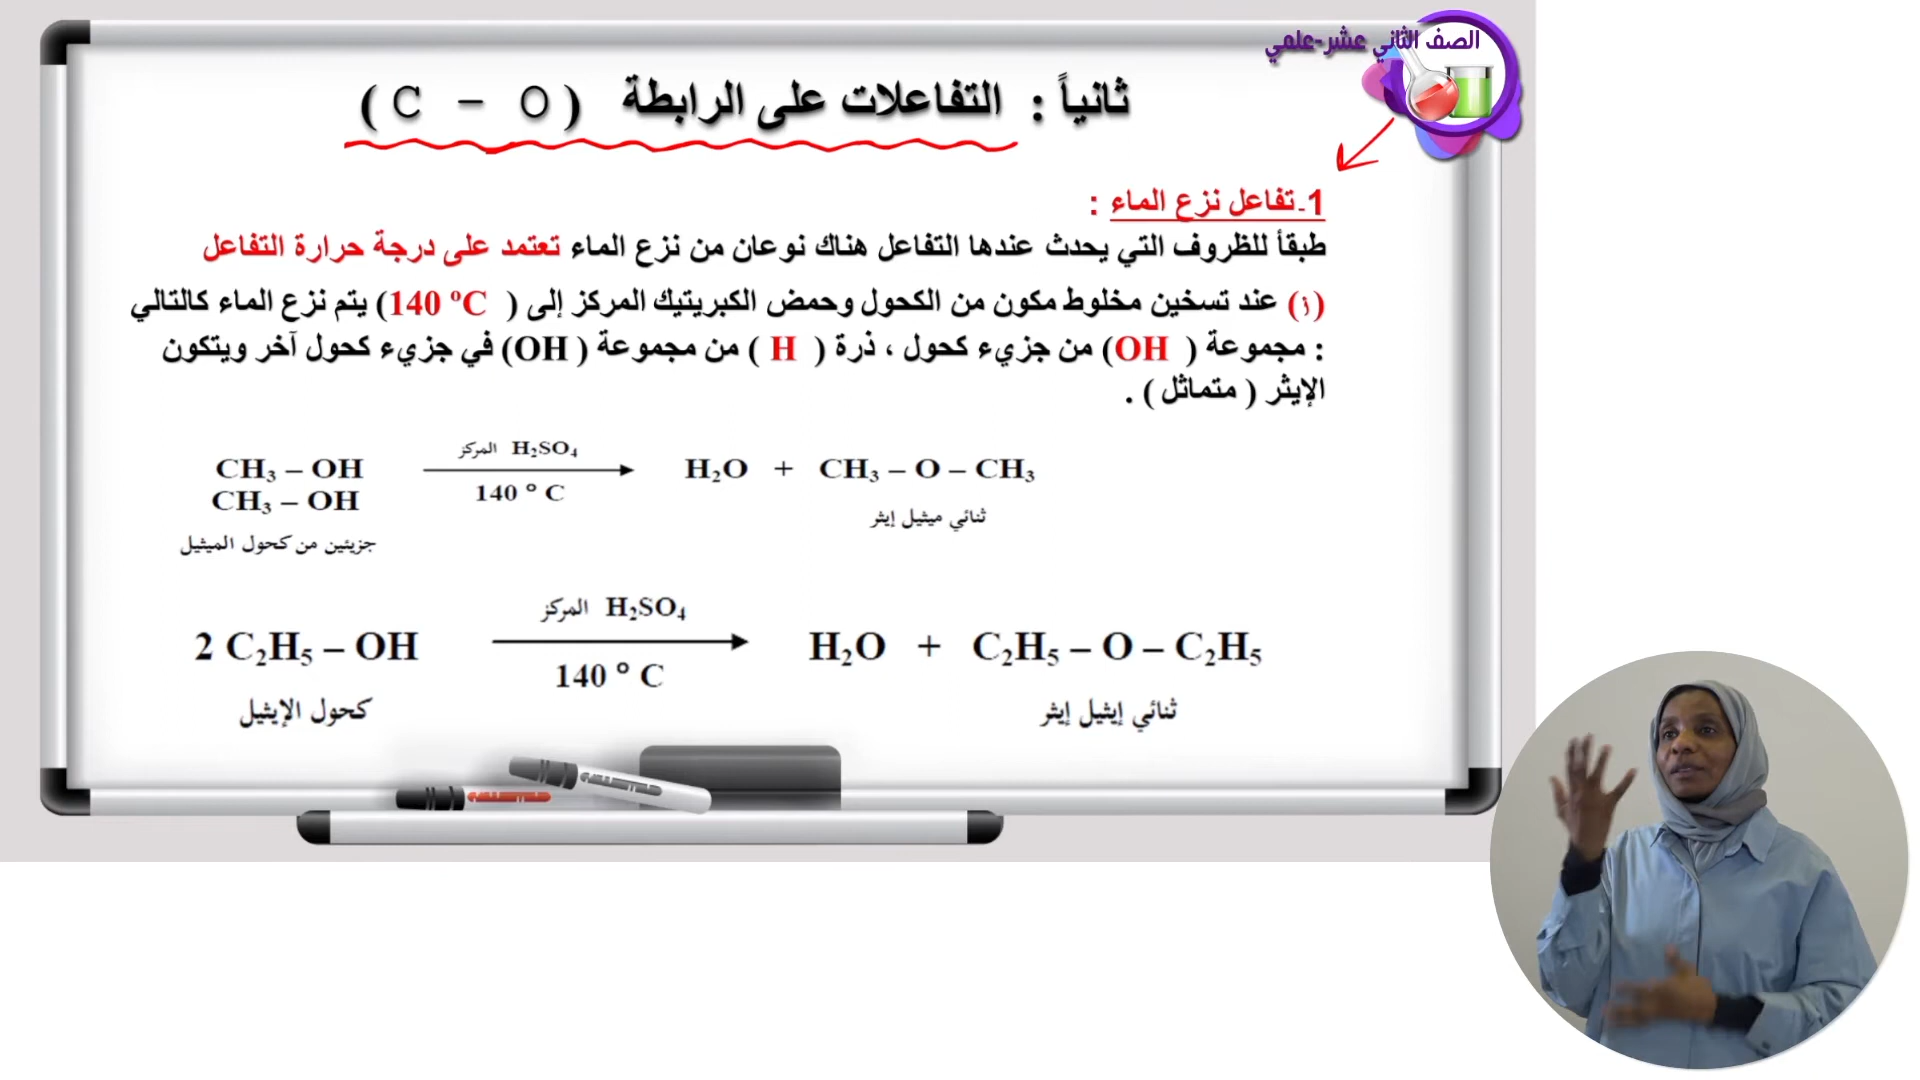 الصف الثاني عشر-علمي
ثانياً : التفاعلات على الرابطة (C – O)
1- تفاعل نزع الماء :
طبقأ للظروف التي يحدث عندها التفاعل هناك نوعان من نزع الماء تعتمد على درجة حرارة التفاعل
(أ) عند تسخين مخلوط مكون من الكحول وحمض الكبريتيك المركز إلى ( 140 ºC) يتم نزع الماء كالتالي
: مجموعة ( OH) من جزيء كحول ، ذرة ( H ) من مجموعة ( OH) في جزيء كحول آخر ويتكون
الإيثر ( متماثل ) .
المركز H₂SO₄
CH₃ – OH
H₂O + CH₃ – O – CH₃
140 ° C
CH₃ – OH
ثنائي ميثيل إيثر
جزيئين من كحول الميثيل
المركز H₂SO₄
2 C₂H₅ – OH
H₂O + C₂H₅ – O – C₂H₅
140 ° C
كحول الإيثيل
ثنائي إيثيل إيثر